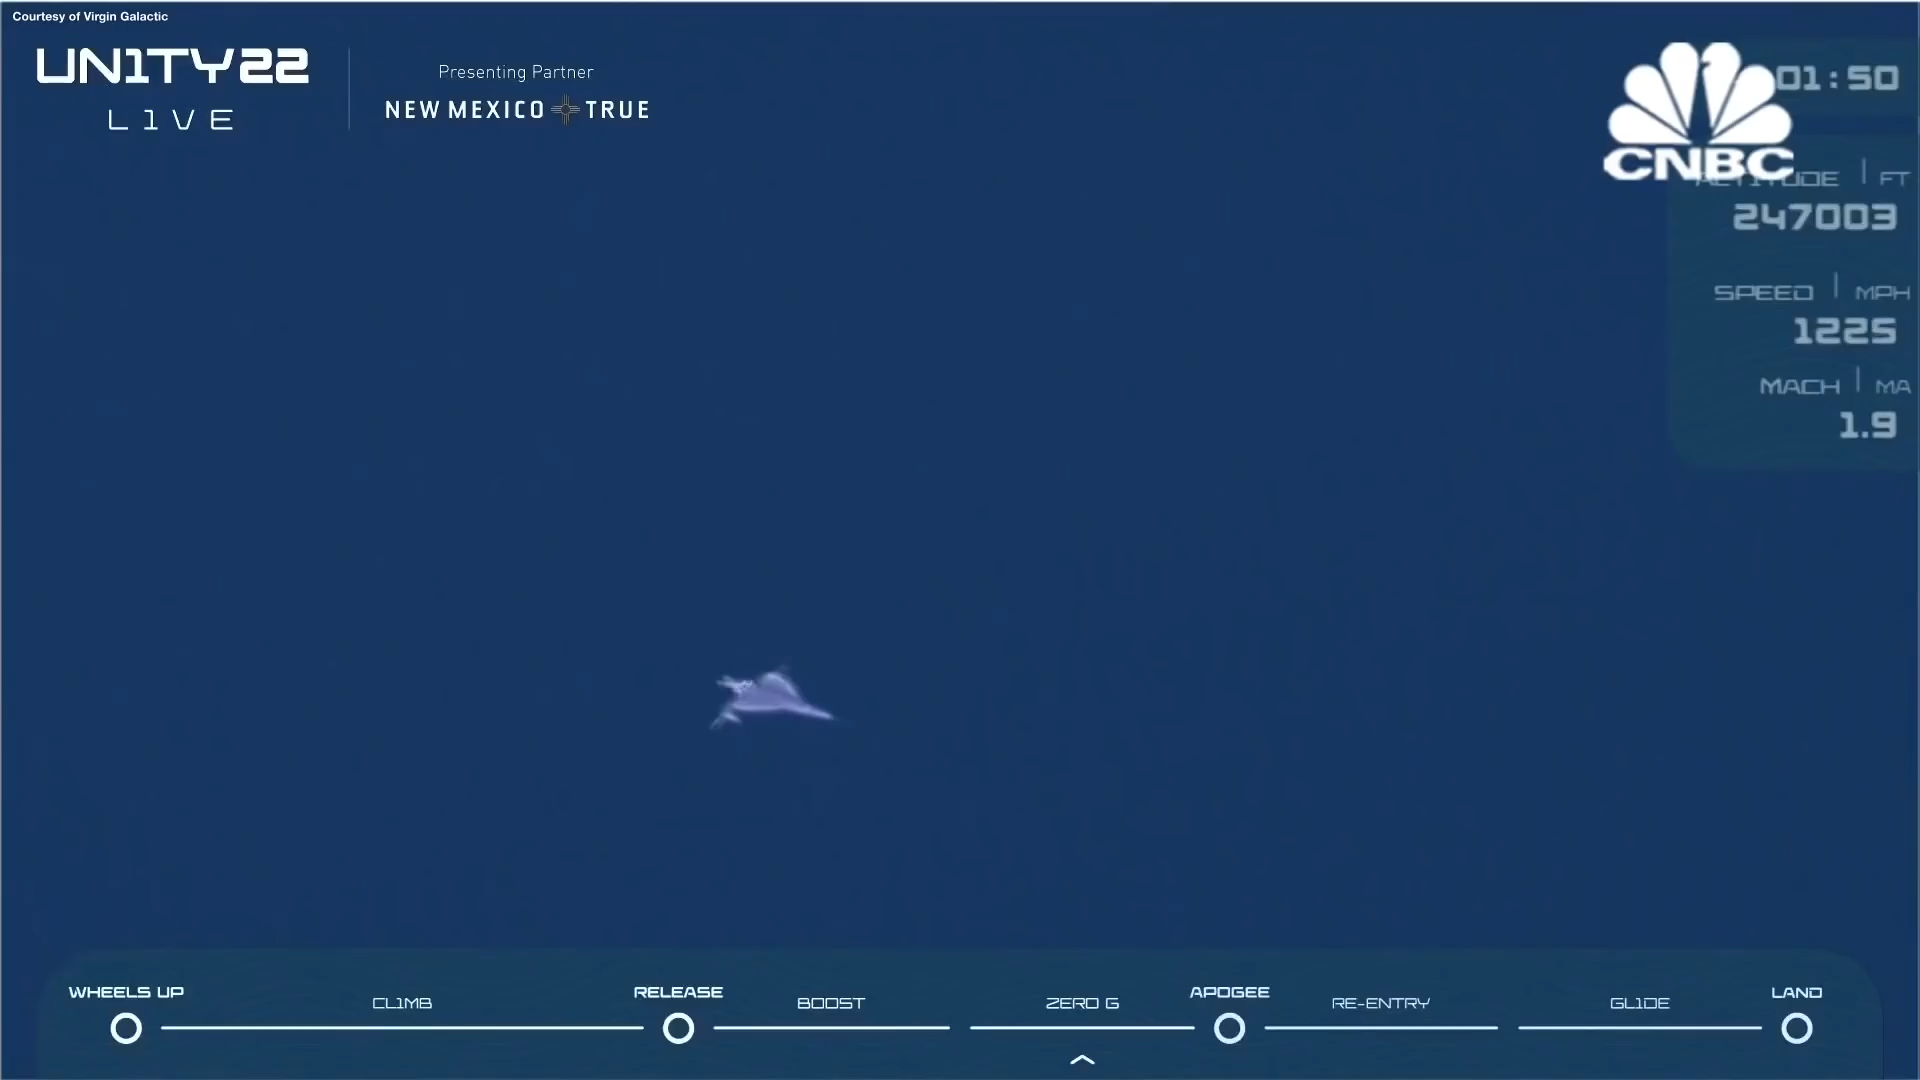 Courtesy of Virgin Galactic
UN1TY22
L1VE
Presenting Partner
NEW MEXICO TRUE
CNBC
01:50
ALTITUDE | FT
247003
SPEED | MPH
1225
MACH | MA
1.9
WHEELS UP
CL1MB
RELEASE
BOOST
ZERO G
APOGEE
RE-ENTRY
GL1DE
LAND